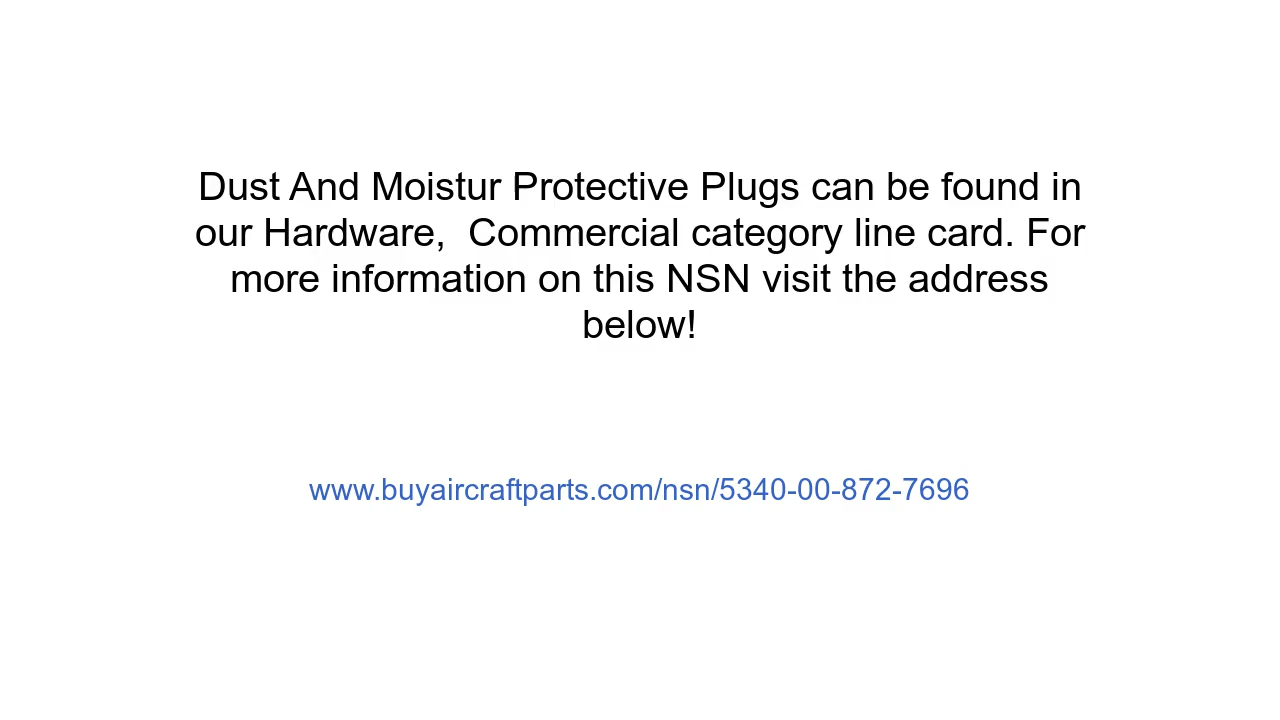 Dust And Moistur Protective Plugs can be found in
our Hardware,  Commercial category line card. For
more information on this NSN visit the address
below!
www.buyaircraftparts.com/nsn/5340-00-872-7696